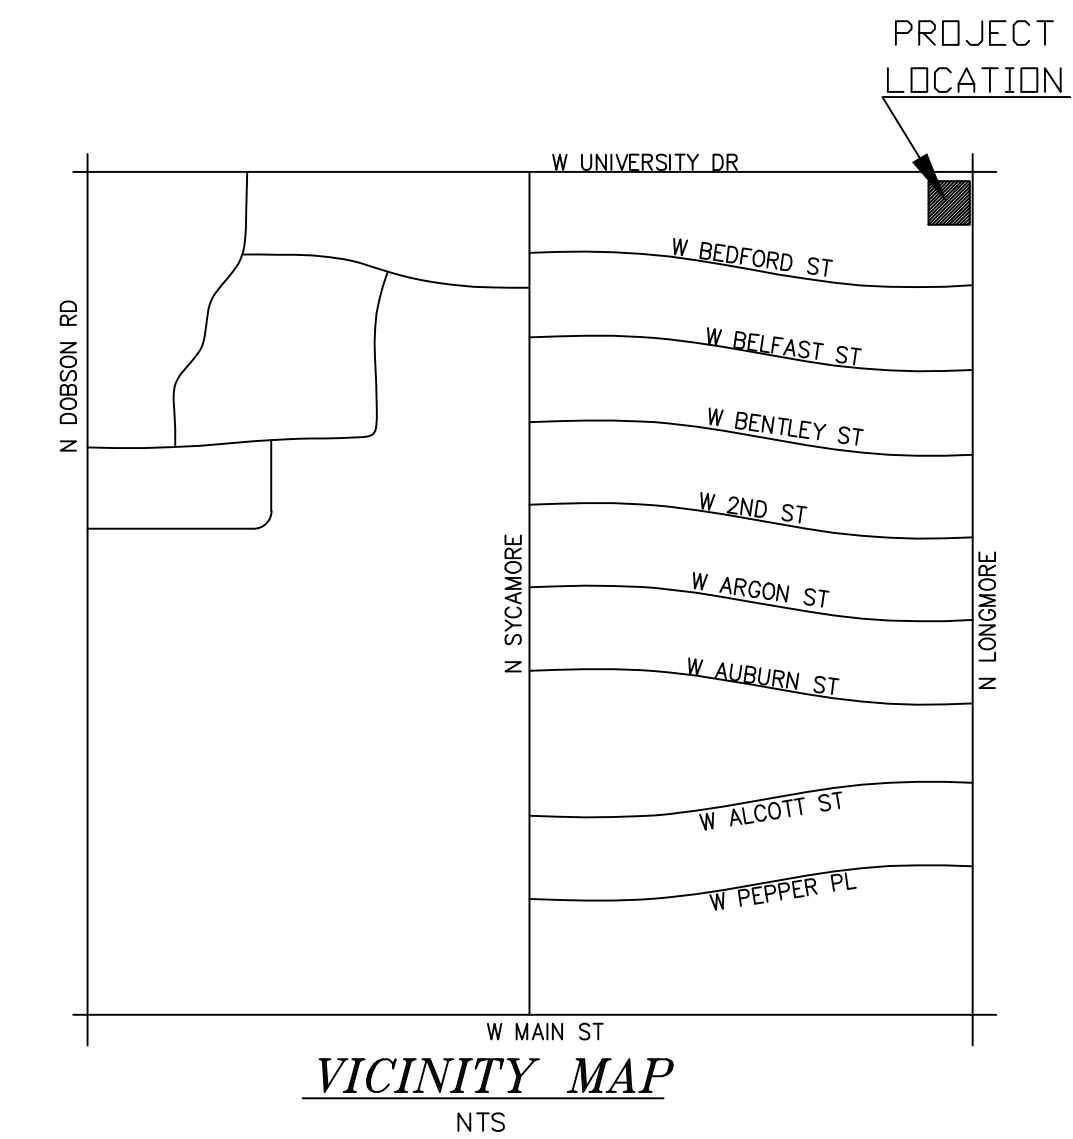 PROJECT
LOCATION
W UNIVERSITY DR
W BEDFORD ST
N DOBSON RD
W BELFAST ST
W BENTLEY ST
W 2ND ST
N SYCAMORE
N LONGMORE
W ARGON ST
W AUBURN ST
W ALCOTT ST
W PEPPER PL
W MAIN ST
VICINITY MAP
NTS